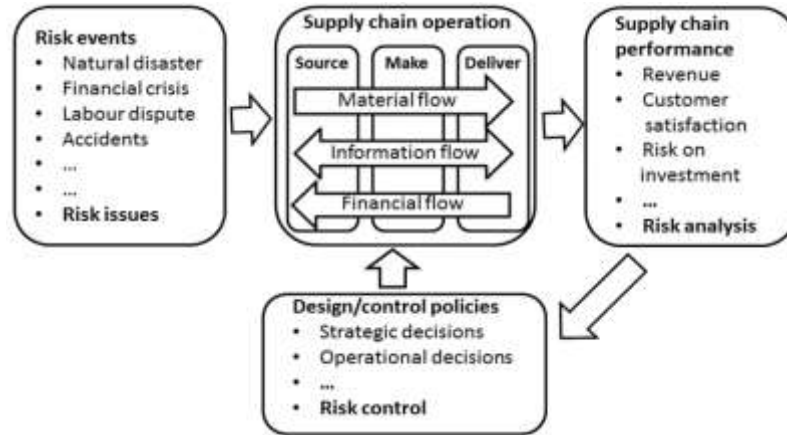 Risk events
• Natural disaster
• Financial crisis
• Labour dispute
• Accidents
• ...
• ...
• Risk issues
Supply chain operation
Source
Make
Deliver
Material flow
Information flow
Financial flow
Supply chain
performance
• Revenue
• Customer
satisfaction
• Risk on
investment
• ...
• Risk analysis
Design/control policies
• Strategic decisions
• Operational decisions
• ...
• Risk control